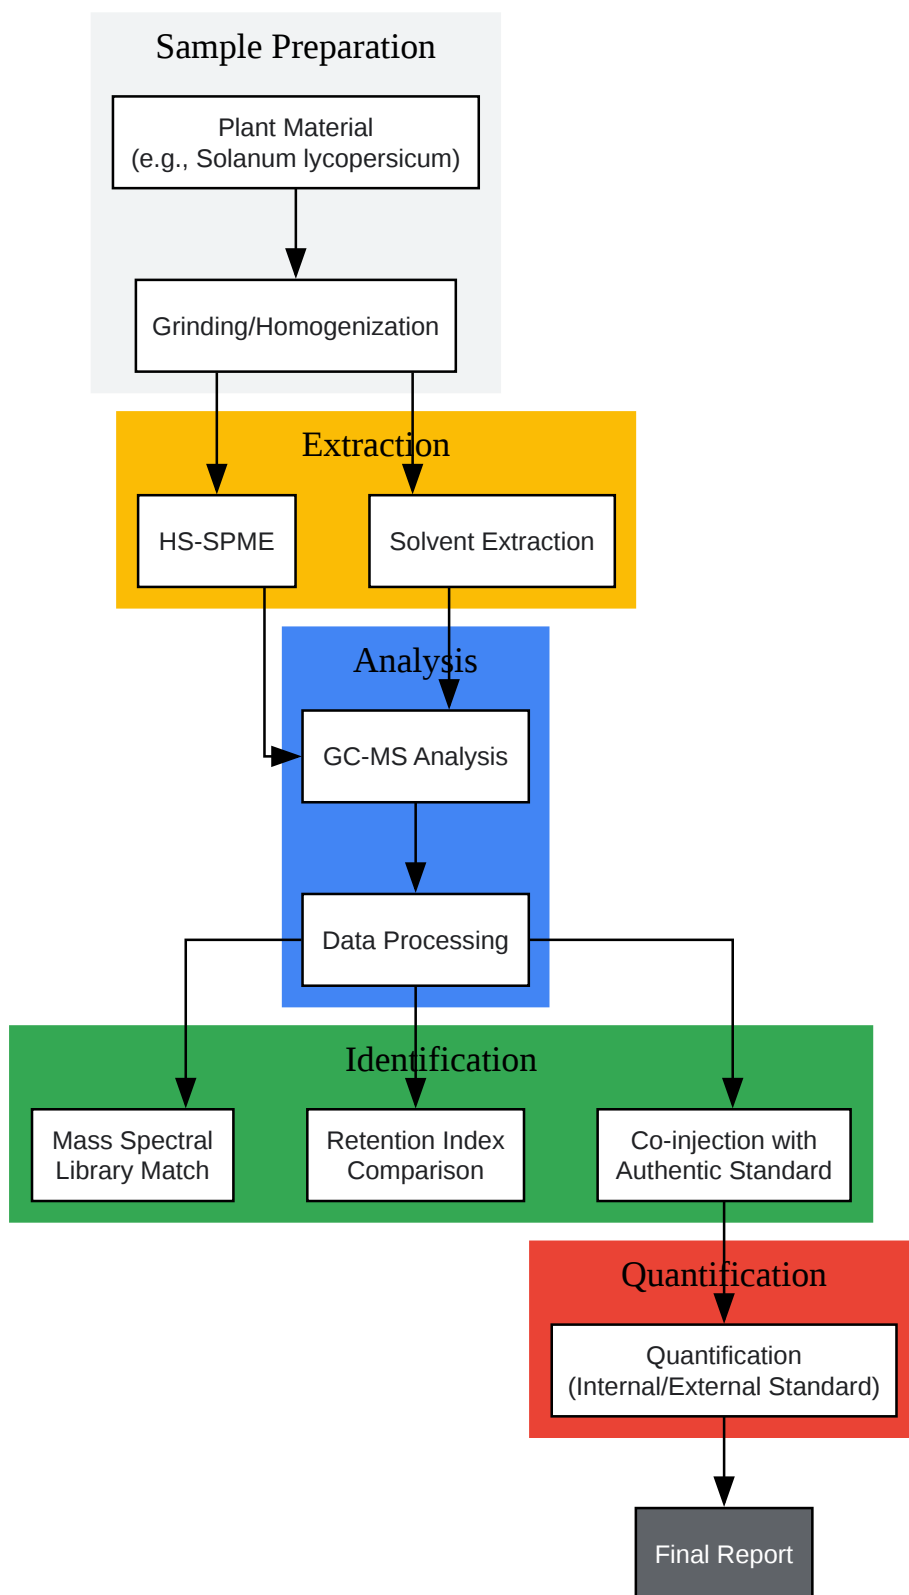 Sample Preparation
Plant Material
(e.g., Solanum lycopersicum)
Grinding/Homogenization
Extraction
HS-SPME
Solvent Extraction
Analysis
GC-MS Analysis
Data Processing
Identification
Mass Spectral
Library Match
Retention Index
Comparison
Co-injection with
Authentic Standard
Quantification
Quantification
(Internal/External Standard)
Final Report